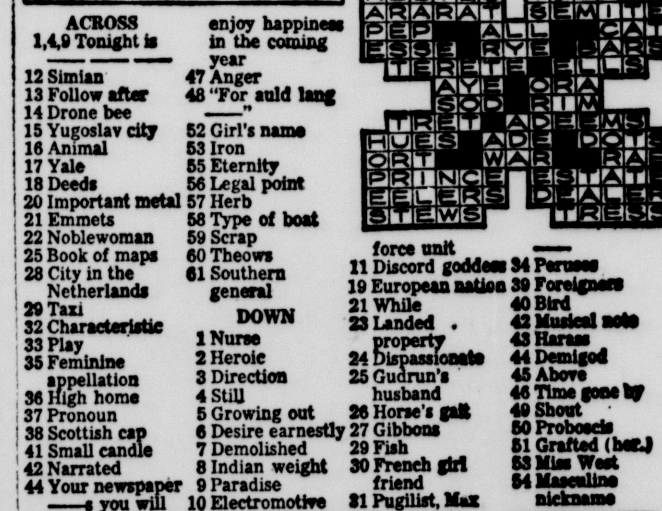 ACROSS
1,4,9 Tonight is
— — —
12 Simian
13 Follow after
14 Drone bee
15 Yugoslav city
16 Animal
17 Yale
18 Deeds
20 Important metal
21 Emmets
22 Noblewoman
25 Book of maps
28 City in the
Netherlands
29 Taxi
32 Characteristic
33 Play
35 Feminine
appellation
36 High home
37 Pronoun
38 Scottish cap
41 Small candle
42 Narrated
44 Your newspaper
——s you will
enjoy happiness
in the coming
year
47 Anger
48 "For auld lang
——"
52 Girl's name
53 Iron
55 Eternity
56 Legal point
57 Herb
58 Type of boat
59 Scrap
60 Theows
61 Southern
general
DOWN
1 Nurse
2 Heroic
3 Direction
4 Still
5 Growing out
6 Desire earnestly
7 Demolished
8 Indian weight
9 Paradise
10 Electromotive
ARARAT SEMITE
PEP ALL CAT
ESSE RYE BARS
TERETE ELLS
AYE ORA
SOD RIM
TRET ADEEMS
HUES ADE DOTS
ORT WAR RA
PRINCE ESTAT
EELERS STALE
STEWS TRESS
force unit
11 Discord goddess
19 European nation
21 While
23 Landed
property
24 Dispassionate
25 Gudrun's
husband
26 Horse's gait
27 Gibbons
29 Fish
30 French girl
friend
31 Pugilist, Max
——
34 Peruses
39 Foreigners
40 Bird
42 Musical note
43 Harass
44 Demigod
45 Above
46 Time gone by
49 Shout
50 Proboscis
51 Grafted (her.)
53 Miss West
54 Masculine
nickname